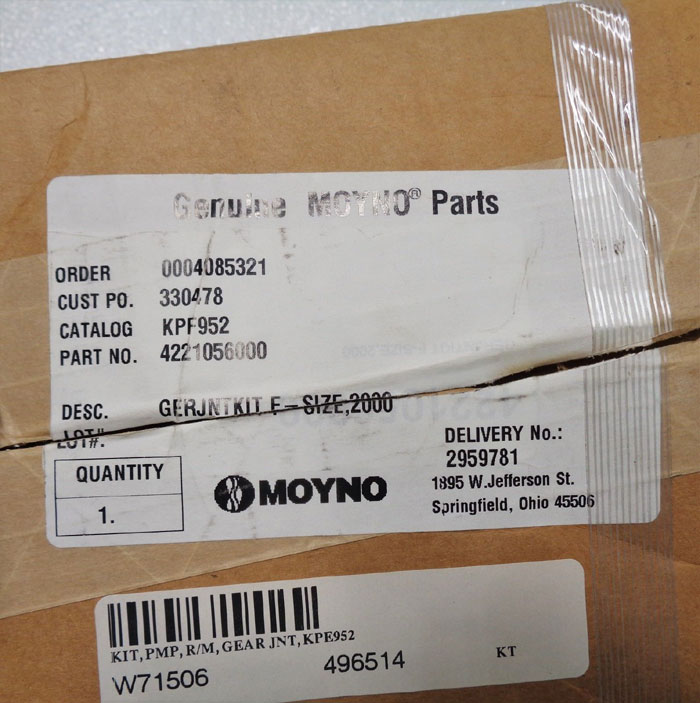 Genuine MOYNO® Parts
ORDER 0004085321
CUST PO. 330478
CATALOG KPF952
PART NO. 4221056000
DESC. GERJNTKIT F-SIZE,2000
LOT#.
QUANTITY
1.
MOYNO
DELIVERY No.:
2959781
1895 W.Jefferson St.
Springfield, Ohio 45506
KIT,PMP,R/M,GEAR JNT,KPE952
W71506 496514 KT